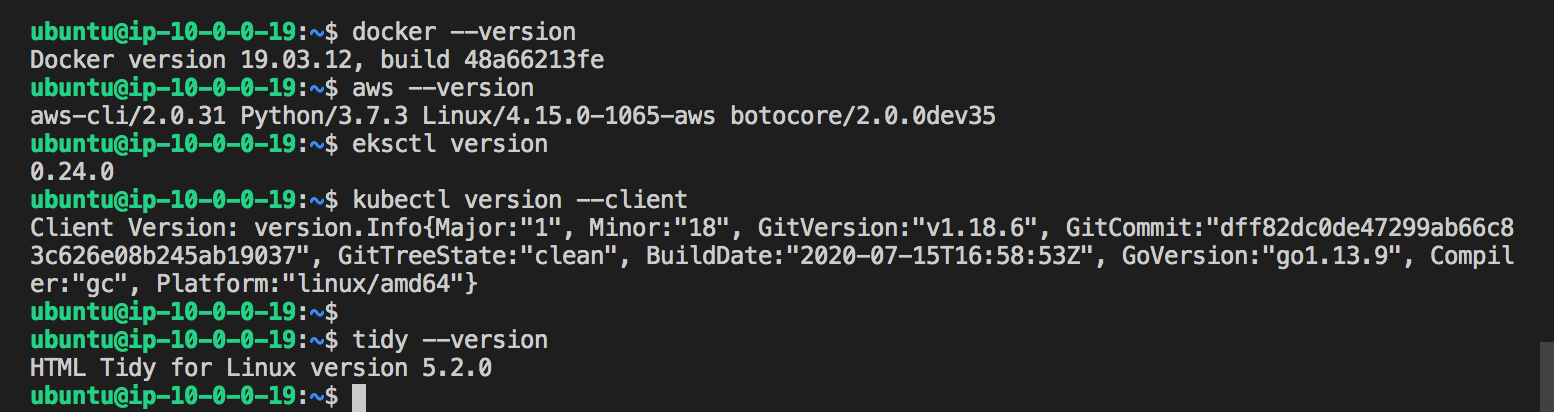 ubuntu@ip-10-0-0-19:~$ docker --version
Docker version 19.03.12, build 48a66213fe
ubuntu@ip-10-0-0-19:~$ aws --version
aws-cli/2.0.31 Python/3.7.3 Linux/4.15.0-1065-aws botocore/2.0.0dev35
ubuntu@ip-10-0-0-19:~$ eksctl version
0.24.0
ubuntu@ip-10-0-0-19:~$ kubectl version --client
Client Version: version.Info{Major:"1", Minor:"18", GitVersion:"v1.18.6", GitCommit:"dff82dc0de47299ab66c8
3c626e08b245ab19037", GitTreeState:"clean", BuildDate:"2020-07-15T16:58:53Z", GoVersion:"go1.13.9", Compil
er:"gc", Platform:"linux/amd64"}
ubuntu@ip-10-0-0-19:~$
ubuntu@ip-10-0-0-19:~$ tidy --version
HTML Tidy for Linux version 5.2.0
ubuntu@ip-10-0-0-19:~$